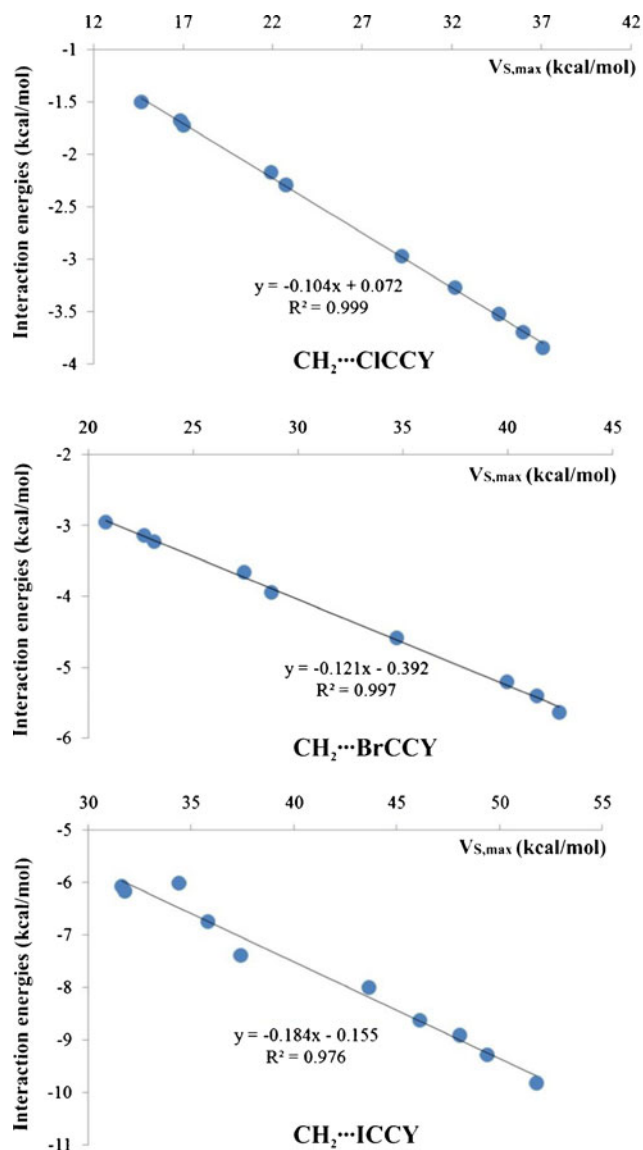 12 17 22 27 32 37 42
-1
V_S,max (kcal/mol)
-1.5
-2
-2.5
-3
-3.5
-4
Interaction energies (kcal/mol)
y = -0.104x + 0.072
R² = 0.999
CH₂···ClCCY
20 25 30 35 40 45
-2
V_S,max (kcal/mol)
-3
-4
-5
-6
Interaction energies (kcal/mol)
y = -0.121x - 0.392
R² = 0.997
CH₂···BrCCY
30 35 40 45 50 55
-5
V_S,max (kcal/mol)
-6
-7
-8
-9
-10
-11
Interaction energies (kcal/mol)
y = -0.184x - 0.155
R² = 0.976
CH₂···ICCY